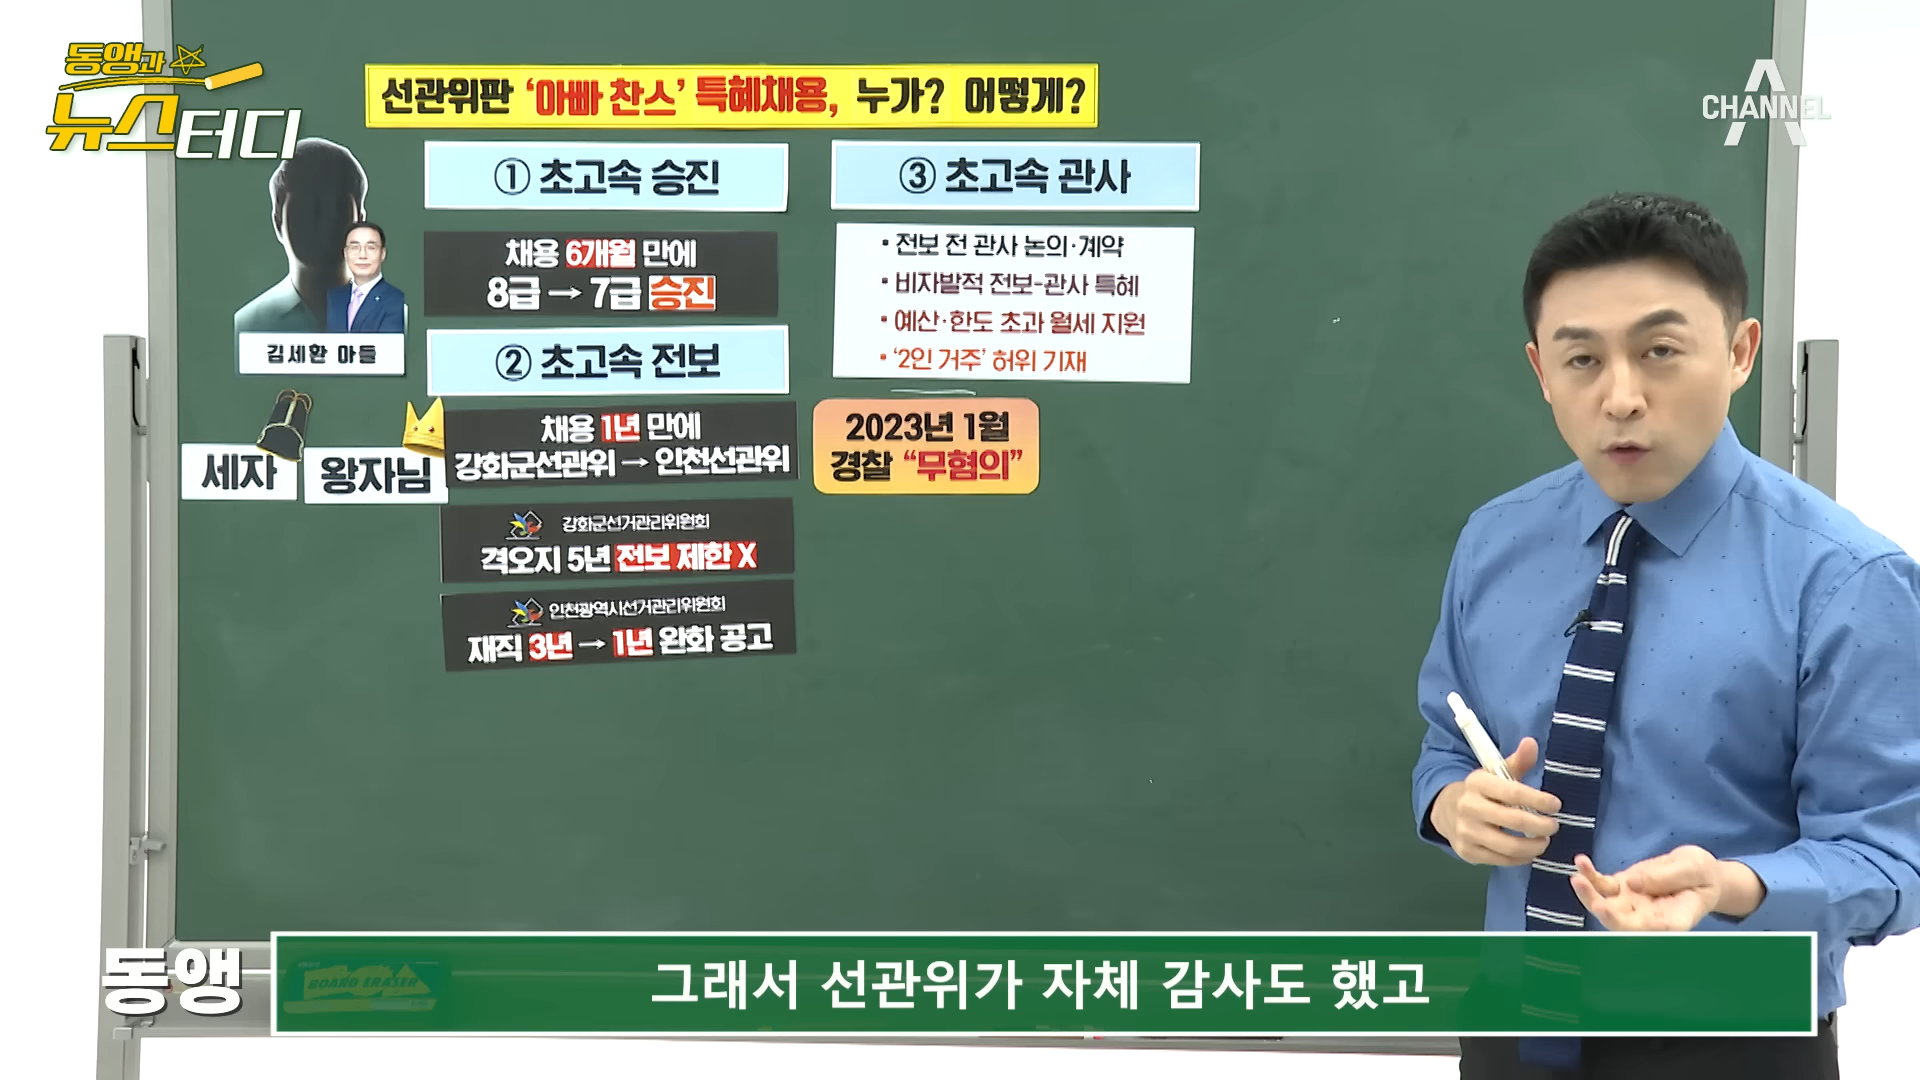 동앵과
뉴스터디
CHANNEL
A
선관위판 ‘아빠 찬스’ 특혜채용, 누가? 어떻게?
① 초고속 승진
채용 6개월 만에
8급 → 7급 승진
김세환 아들
세자
왕자님
② 초고속 전보
채용 1년 만에
강화군선관위 → 인천선관위
강화군선거관리위원회
격오지 5년 전보 제한 X
인천광역시선거관리위원회
재직 3년 → 1년 완화 공고
③ 초고속 관사
▪ 전보 전 관사 논의·계약
▪ 비자발적 전보-관사 특혜
▪ 예산·한도 초과 월세 지원
▪ ‘2인 거주’ 허위 기재
2023년 1월
경찰 “무혐의”
BOARD ERASER
동앵
그래서 선관위가 자체 감사도 했고